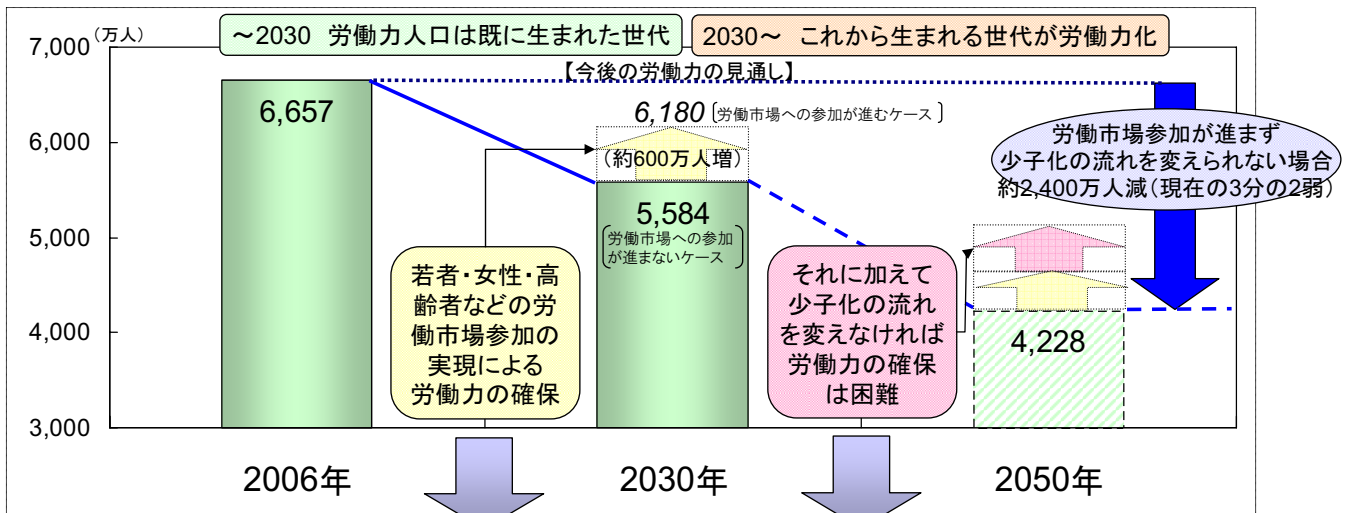 (万人)
～2030 労働力人口は既に生まれた世代
2030～ これから生まれる世代が労働力化
【今後の労働力の見通し】
7,000
6,000
5,000
4,000
3,000
6,657
6,180
〔労働市場への参加が進むケース〕
(約600万人増)
5,584
〔労働市場への参加
が進まないケース〕
労働市場参加が進まず
少子化の流れを変えられない場合
約2,400万人減(現在の3分の2弱)
若者・女性・高
齢者などの労
働市場参加の
実現による
労働力の確保
それに加えて
少子化の流れ
を変えなければ
労働力の確保
は困難
4,228
2006年
2030年
2050年